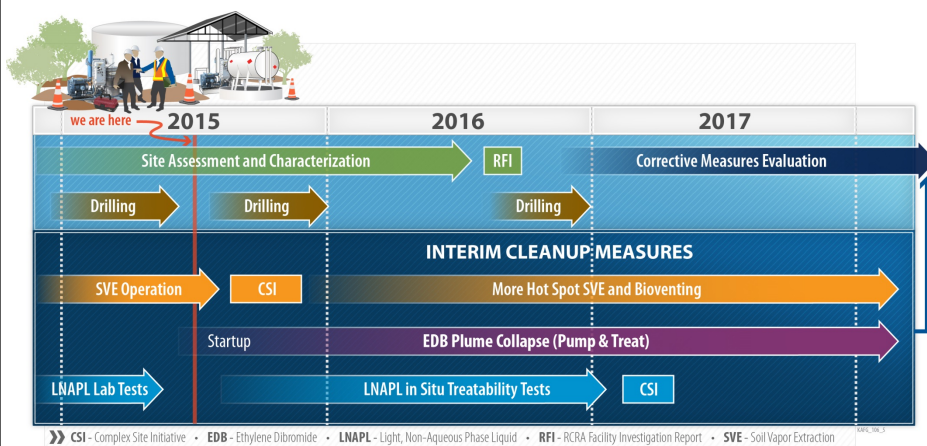 we are here
2015 2016 2017
Site Assessment and Characterization RFI Corrective Measures Evaluation
Drilling Drilling Drilling
INTERIM CLEANUP MEASURES
SVE Operation CSI More Hot Spot SVE and Bioventing
Startup EDB Plume Collapse (Pump & Treat)
LNAPL Lab Tests LNAPL in Situ Treatability Tests CSI
CSI - Complex Site Initiative • EDB - Ethylene Dibromide • LNAPL - Light, Non-Aqueous Phase Liquid • RFI - RCRA Facility Investigation Report • SVE - Soil Vapor Extraction